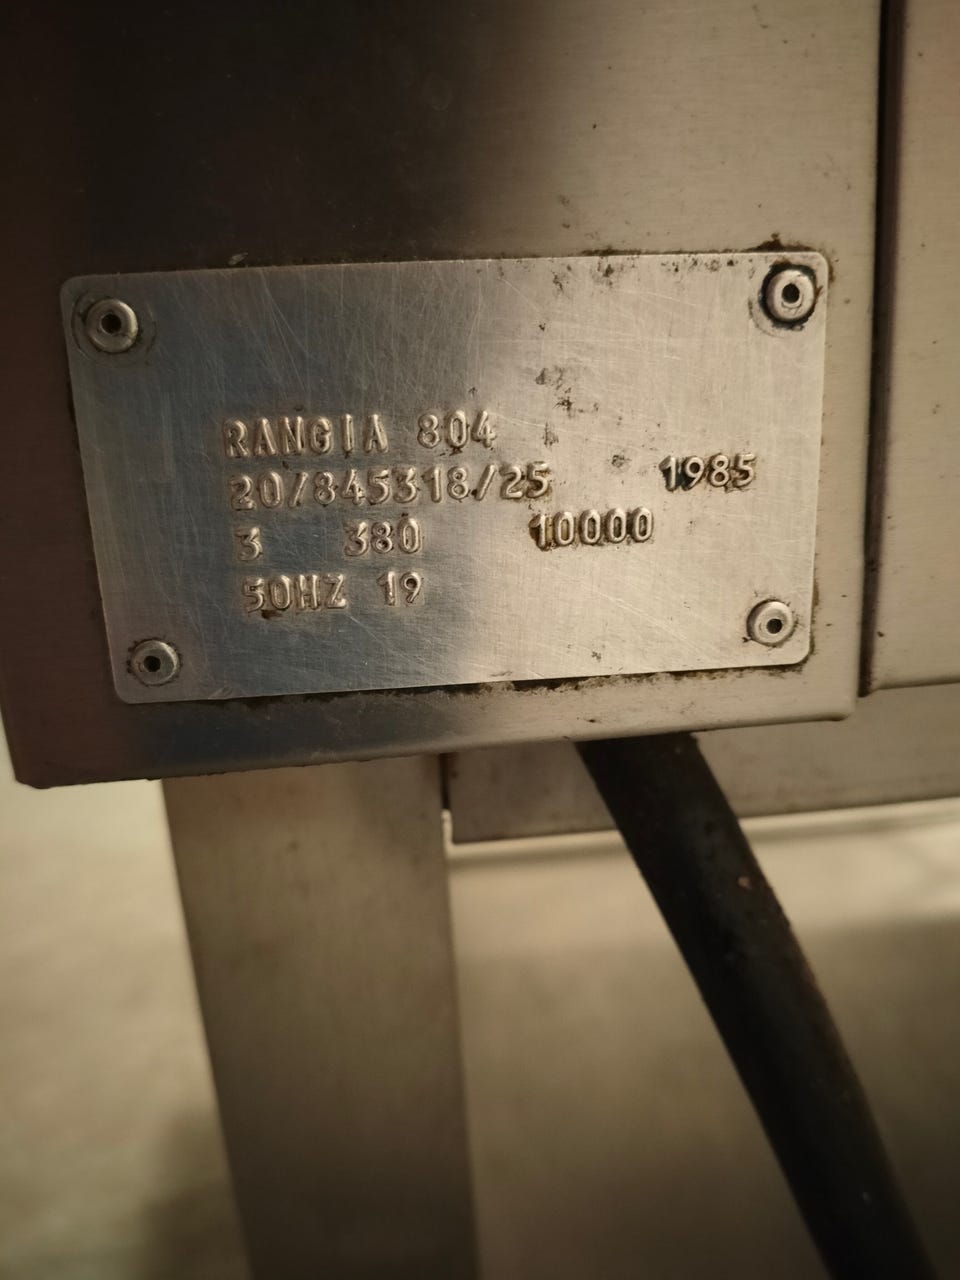 RANGIA 804
20/845318/25 1985
3 380 10000
50HZ 19